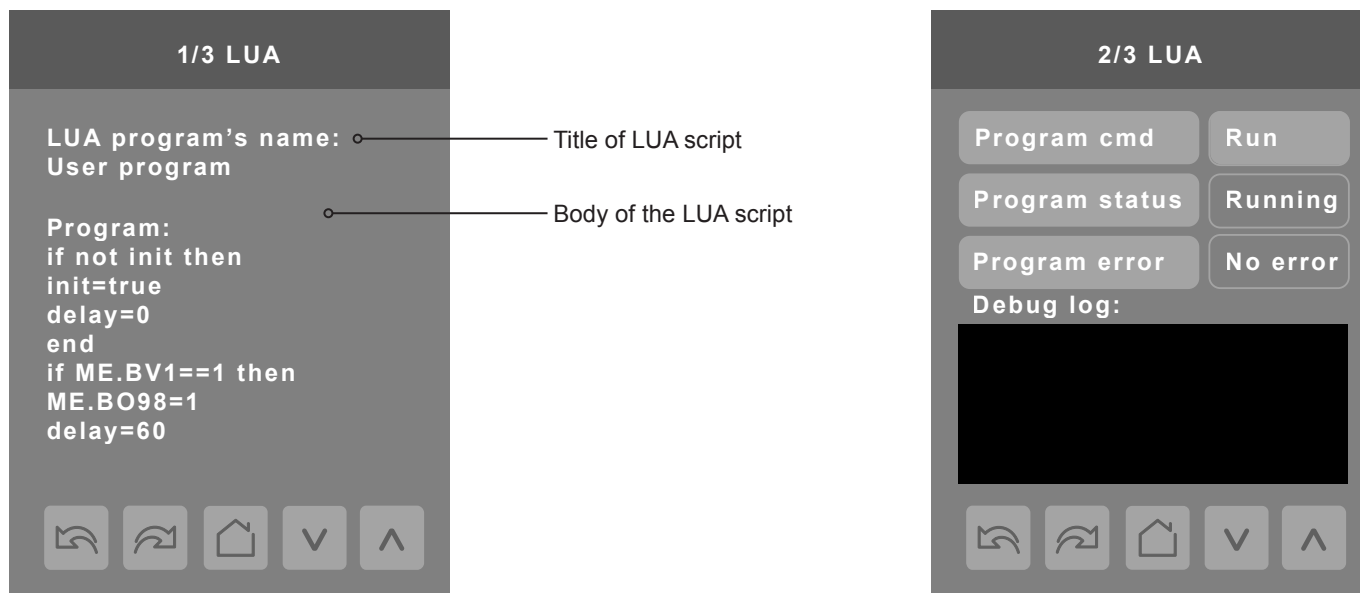 1/3 LUA
LUA program’s name:
User program
Program:
if not init then
init=true
delay=0
end
if ME.BV1==1 then
ME.BO98=1
delay=60
Title of LUA script
Body of the LUA script
2/3 LUA
Program cmd Run
Program status Running
Program error No error
Debug log: